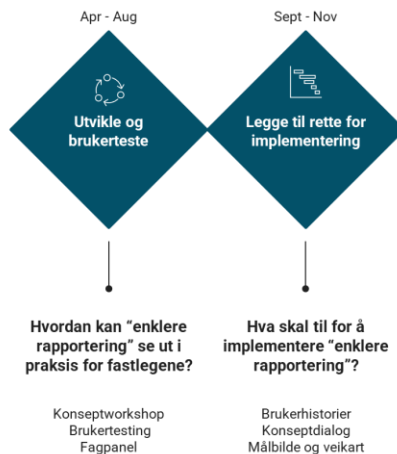 Apr - Aug
Utvikle og
brukerteste
Hvordan kan “enklere
rapportering” se ut i
praksis for fastlegene?
Konseptworkshop
Brukertesting
Fagpanel
Sept - Nov
Legge til rette for
implementering
Hva skal til for å
implementere “enklere
rapportering”?
Brukerhistorier
Konseptdialog
Målbilde og veikart